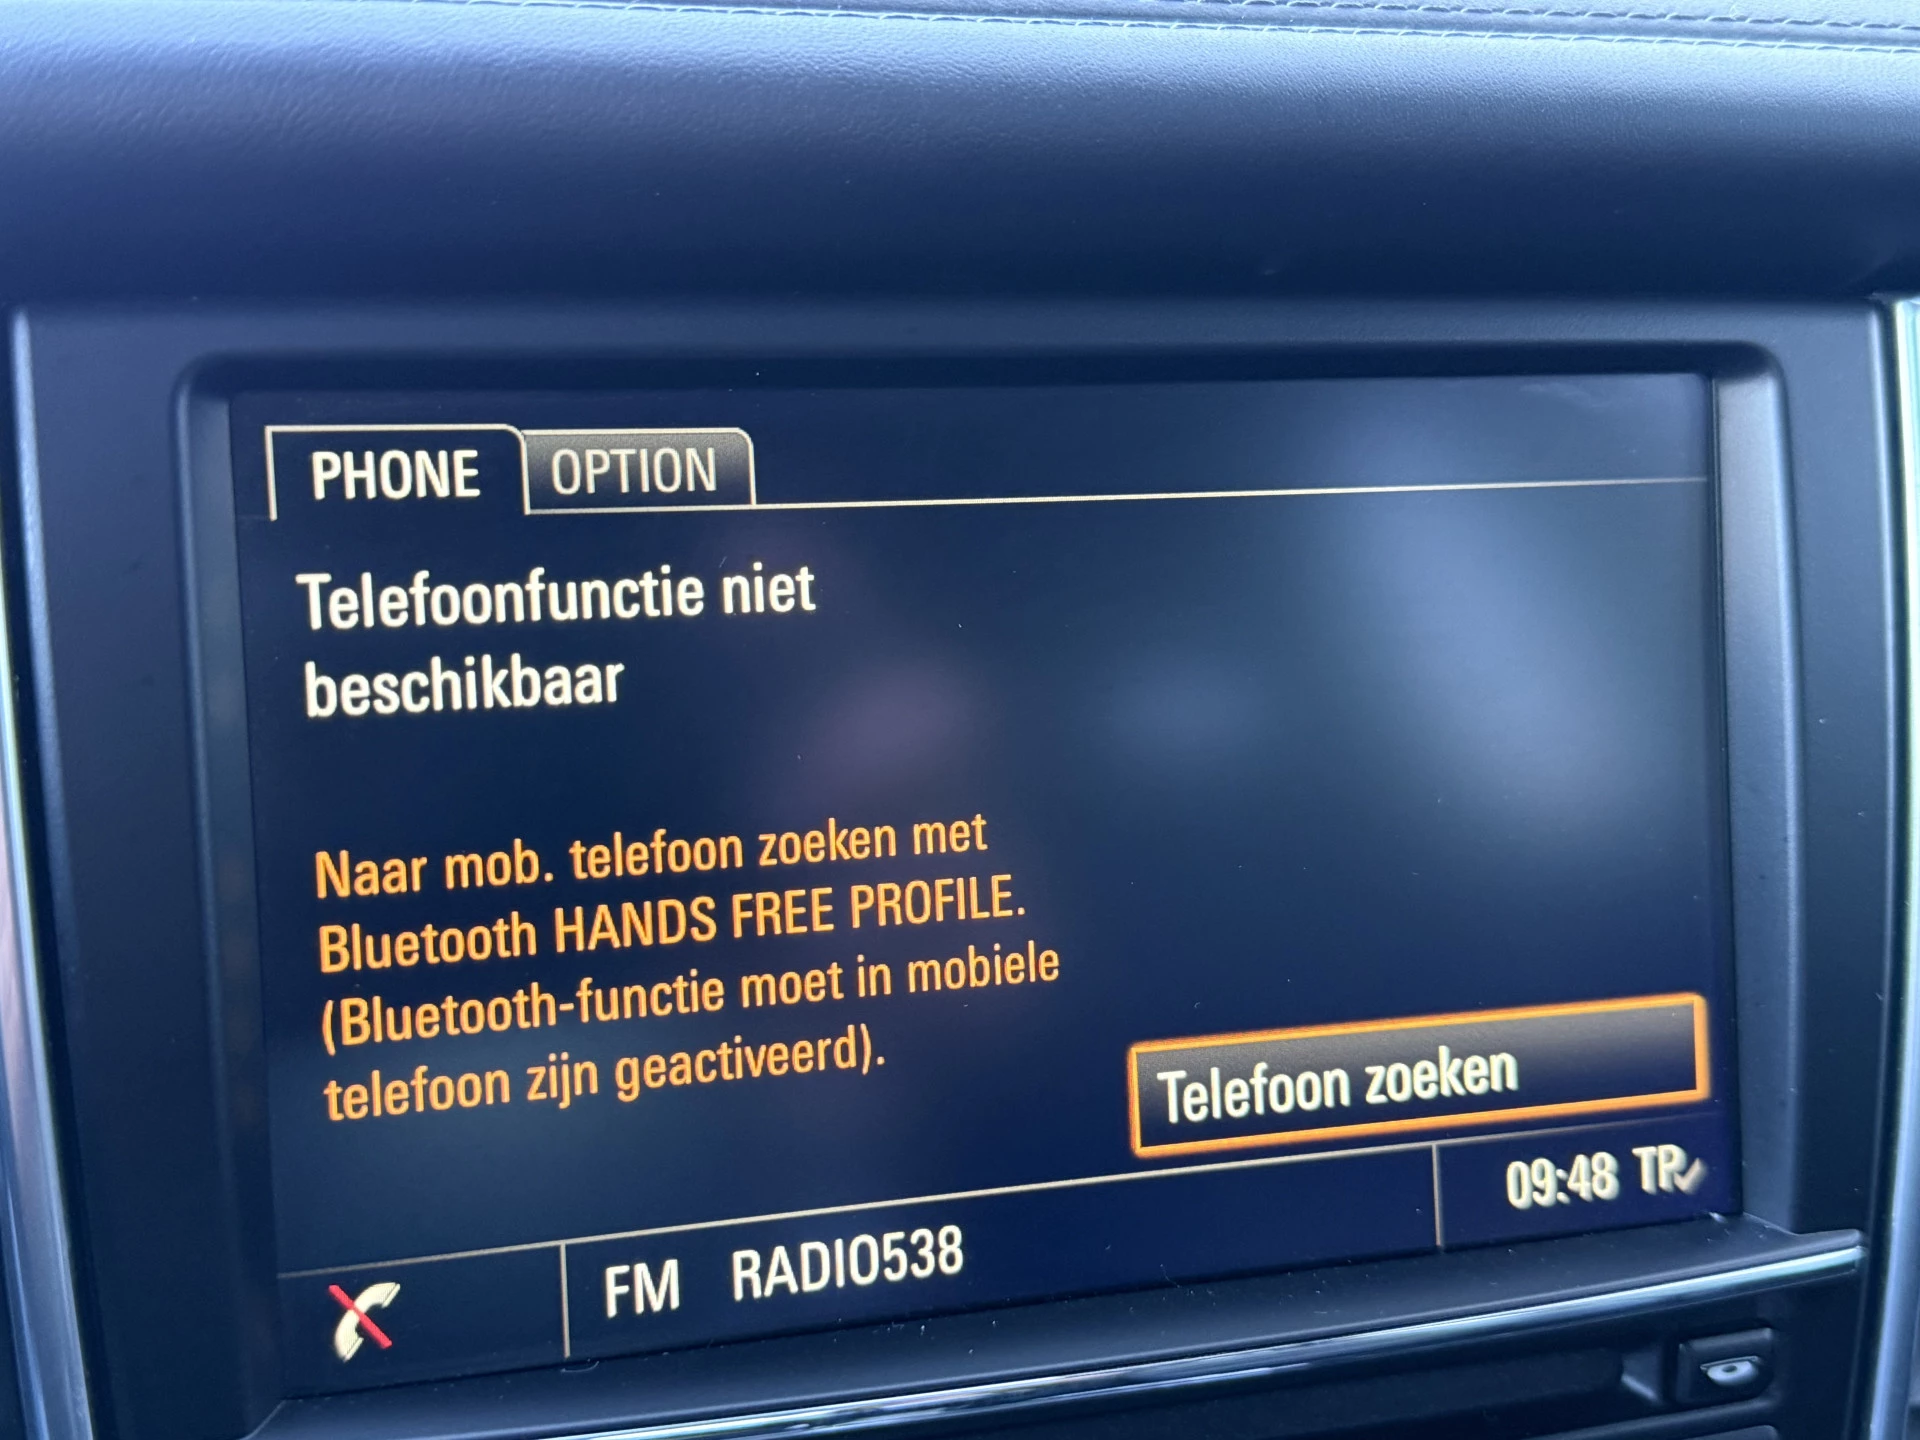 PHONE OPTION
Telefoonfunctie niet
beschikbaar
Naar mob. telefoon zoeken met
Bluetooth HANDS FREE PROFILE.
(Bluetooth-functie moet in mobiele
telefoon zijn geactiveerd).
Telefoon zoeken
09:48 TP
FM RADIO538